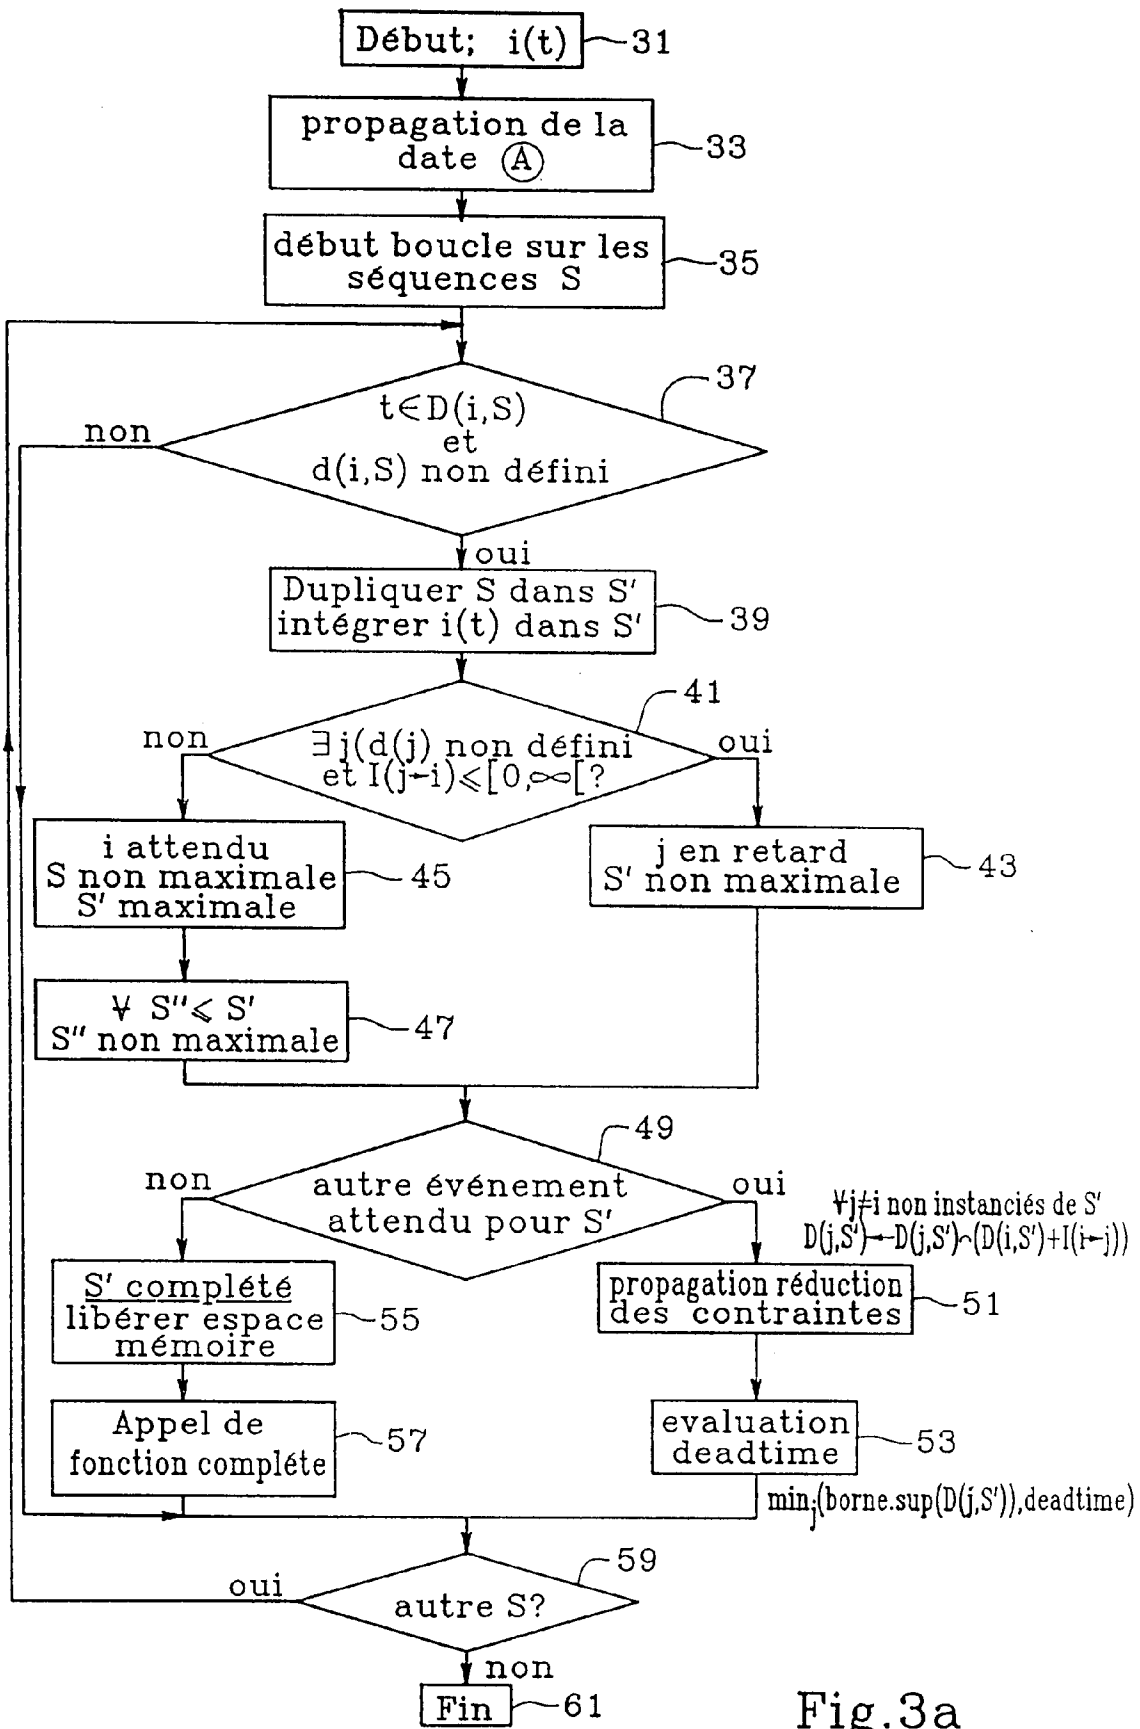 Début; i(t)
31
propagation de la
date Ⓐ
33
début boucle sur les
séquences S
35
37
t∈D(i,S)
et
d(i,S) non défini
non
oui
Dupliquer S dans S'
intégrer i(t) dans S'
39
41
non
∃j(d(j) non défini
et I(j←i)⩽[0,∞[?
oui
i attendu
S non maximale
S' maximale
45
j en retard
S' non maximale
43
∀ S"⩽ S'
S" non maximale
47
49
non
autre événement
attendu pour S'
oui
∀j≠i non instanciés de S'
D(j,S')←D(j,S')∩(D(i,S')+I(i←j))
S' complété
libérer espace
mémoire
55
propagation réduction
des contraintes
51
Appel de
fonction compléte
57
evaluation
deadtime
53
minj(borne.sup(D(j,S')),deadtime)
59
oui
autre S?
non
Fin
61
Fig.3a